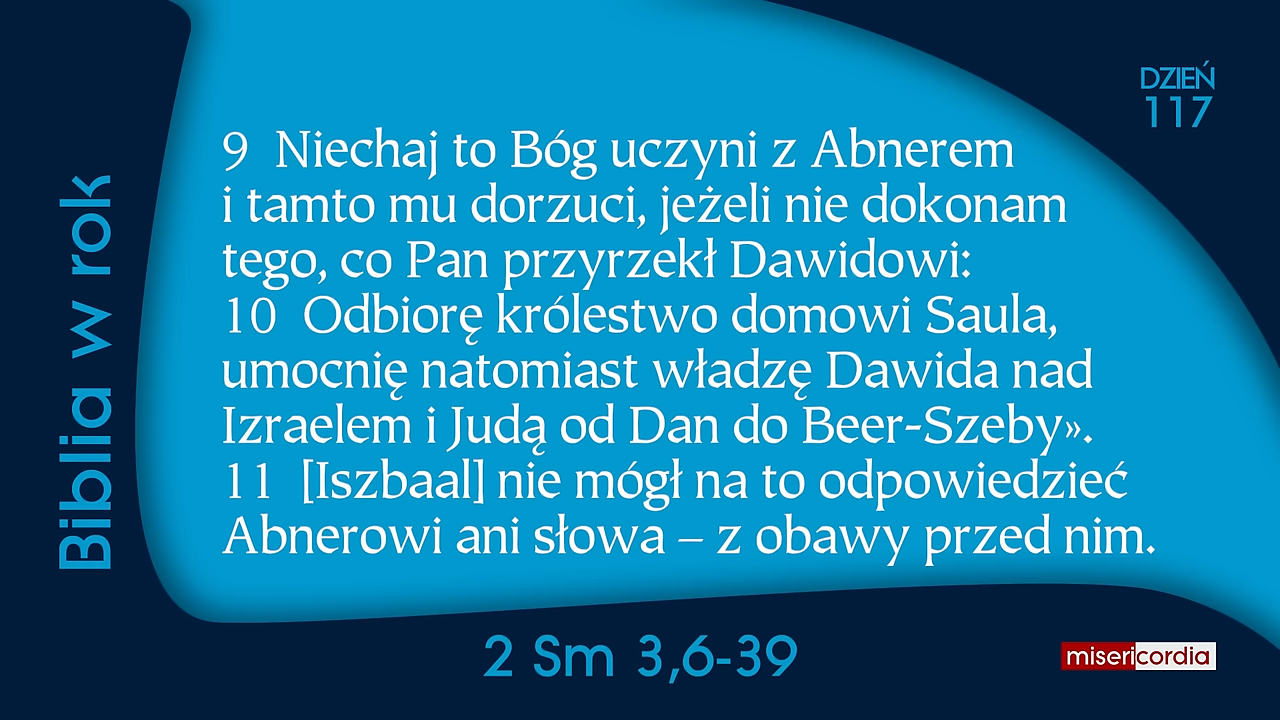 DZIEŃ
117
Biblia w rok
9 Niechaj to Bóg uczyni z Abnerem
i tamto mu dorzuci, jeżeli nie dokonam
tego, co Pan przyrzekł Dawidowi:
10 Odbiorę królestwo domowi Saula,
umocnię natomiast władzę Dawida nad
Izraelem i Judą od Dan do Beer-Szeby».
11 [Iszbaal] nie mógł na to odpowiedzieć
Abnerowi ani słowa – z obawy przed nim.
2 Sm 3,6-39
misericordia